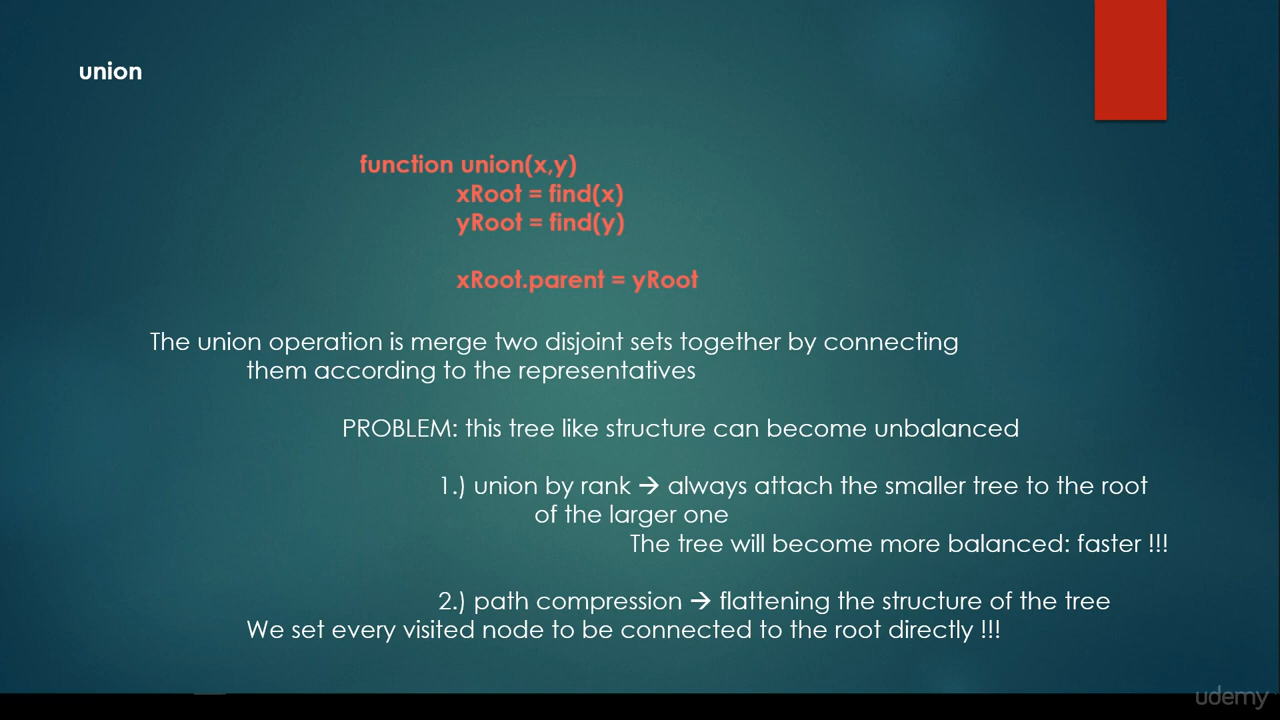 union
function union(x,y)
xRoot = find(x)
yRoot = find(y)
xRoot.parent = yRoot
The union operation is merge two disjoint sets together by connecting
them according to the representatives
PROBLEM: this tree like structure can become unbalanced
1.) union by rank → always attach the smaller tree to the root
of the larger one
The tree will become more balanced: faster !!!
2.) path compression → flattening the structure of the tree
We set every visited node to be connected to the root directly !!!
udemy